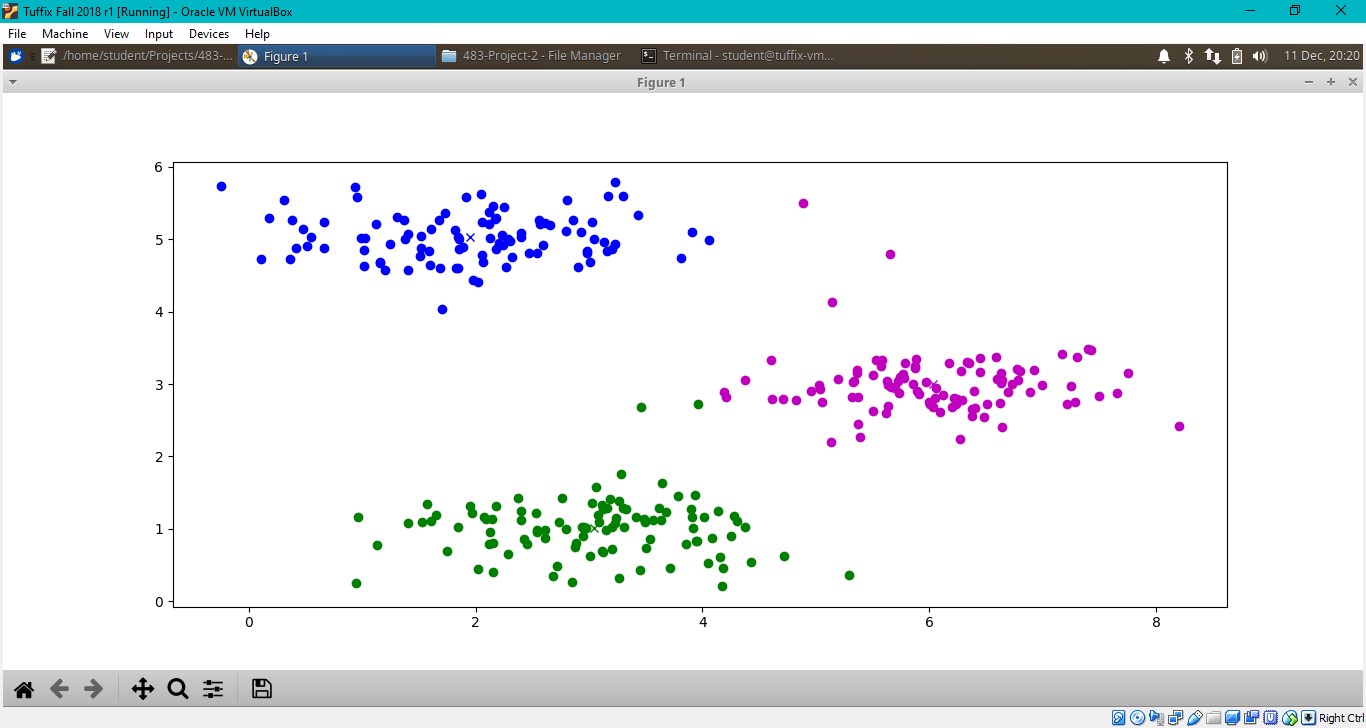 Tuffix Fall 2018 r1 [Running] - Oracle VM VirtualBox
File Machine View Input Devices Help
/home/student/Projects/483-... Figure 1 483-Project-2 - File Manager Terminal - student@tuffix-vm... 11 Dec, 20:20
Figure 1
6
5
4
3
2
1
0
0 2 4 6 8
Right Ctrl